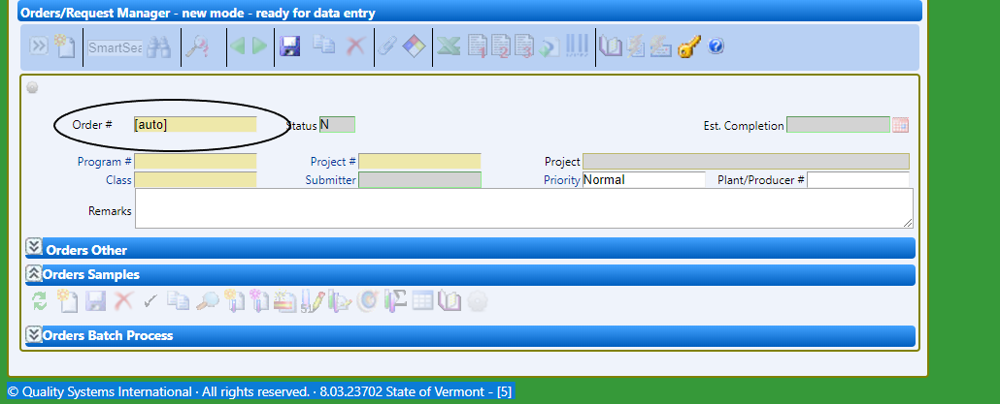 Orders/Request Manager - new mode - ready for data entry
SmartSea
Order # [auto] Status N Est. Completion
Program # Project # Project
Class Submitter Priority Normal Plant/Producer #
Remarks
Orders Other
Orders Samples
Orders Batch Process
© Quality Systems International · All rights reserved. · 8.03.23702 State of Vermont - [5]